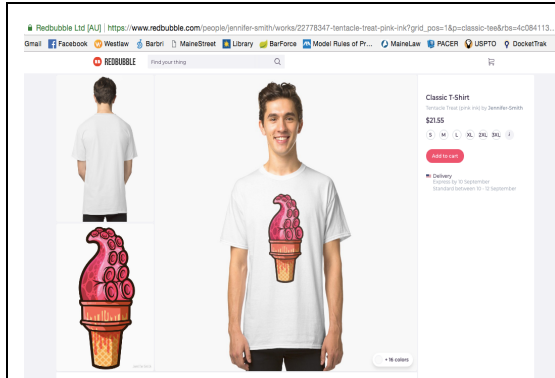 Redbubble Ltd [AU] | https://www.redbubble.com/people/jennifer-smith/works/22778347-tentacle-treat-pink-ink?grid_pos=1&p=classic-tee&rbs=4c084113...
Gmail Facebook Westlaw Barbri MaineStreet Library BarForce Model Rules of Pr... MaineLaw PACER USPTO DocketTrak
REDBUBBLE Find your thing
Classic T-Shirt
Tentacle Treat (pink ink) by Jennifer-Smith
$21.55
S M L XL 2XL 3XL
Add to cart
Delivery
Express by 10 September
Standard between 10 - 12 September
+ 16 colors